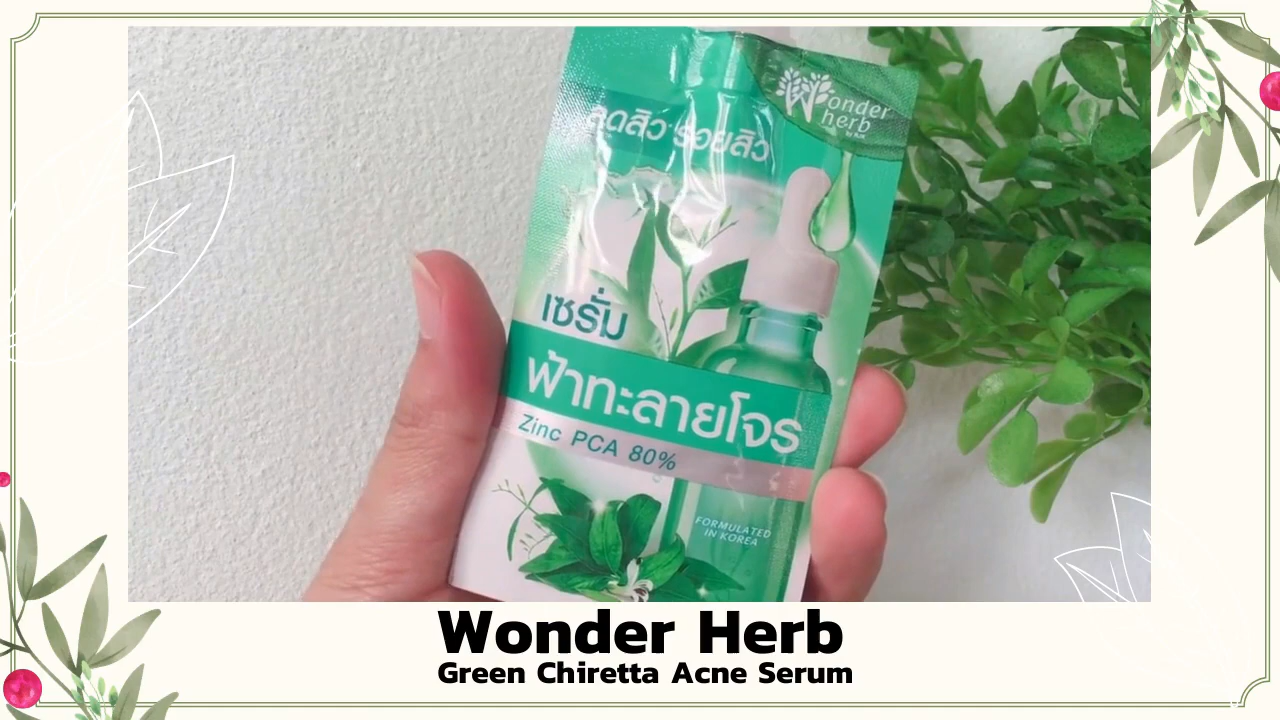 Wonder
herb
ลดสิว รอยสิว
เซรั่ม
ฟ้าทะลายโจร
Zinc PCA 80%
FORMULATED
IN KOREA
Wonder Herb
Green Chiretta Acne Serum